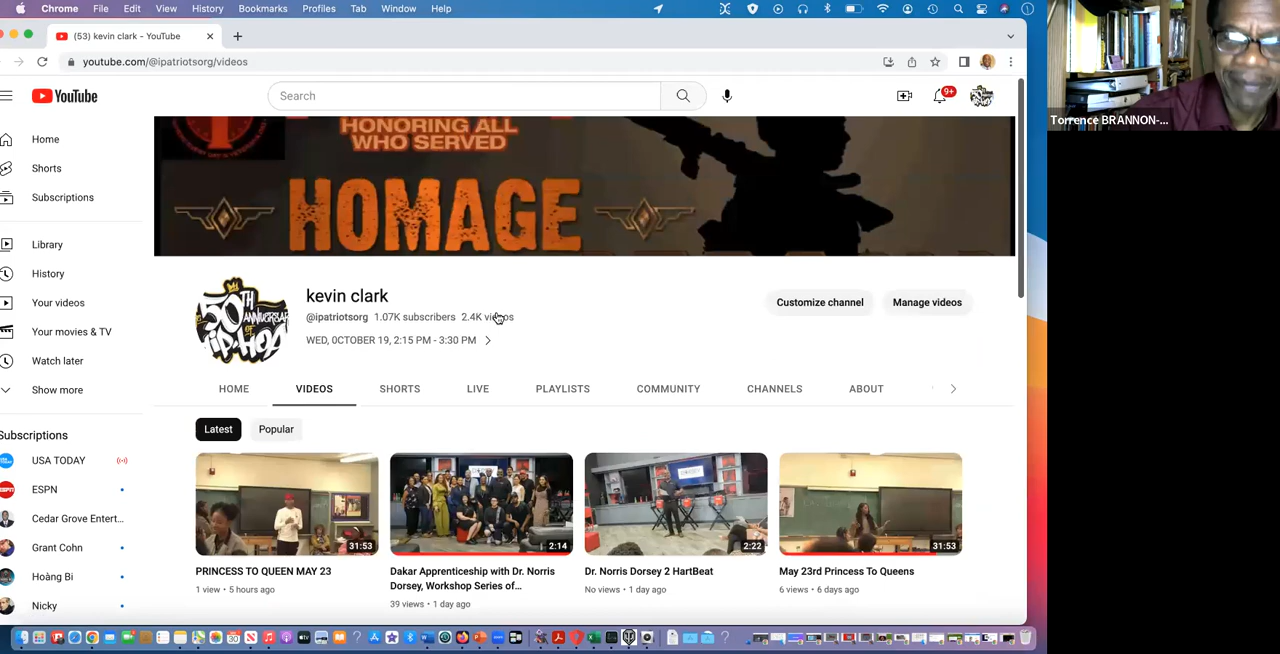 Chrome File Edit View History Bookmarks Profiles Tab Window Help
(53) kevin clark - YouTube
youtube.com/@ipatriotsorg/videos
YouTube
Search
9+
Torrence BRANNON-...
Home
Shorts
Subscriptions
Library
History
Your videos
Your movies & TV
Watch later
Show more
Subscriptions
USA TODAY
ESPN
Cedar Grove Entert...
Grant Cohn
Hoàng Bi
Nicky
HONORING ALL
WHO SERVED
HOMAGE
50TH
ANNIVERSARY
OF
HIP-HOP
kevin clark
@ipatriotsorg 1.07K subscribers 2.4K videos
WED, OCTOBER 19, 2:15 PM - 3:30 PM
Customize channel
Manage videos
HOME VIDEOS SHORTS LIVE PLAYLISTS COMMUNITY CHANNELS ABOUT
Latest Popular
31:53
2:14
2:22
31:53
PRINCESS TO QUEEN MAY 23
1 view • 5 hours ago
Dakar Apprenticeship with Dr. Norris
Dorsey, Workshop Series of...
39 views • 1 day ago
Dr. Norris Dorsey 2 HartBeat
No views • 1 day ago
May 23rd Princess To Queens
6 views • 6 days ago